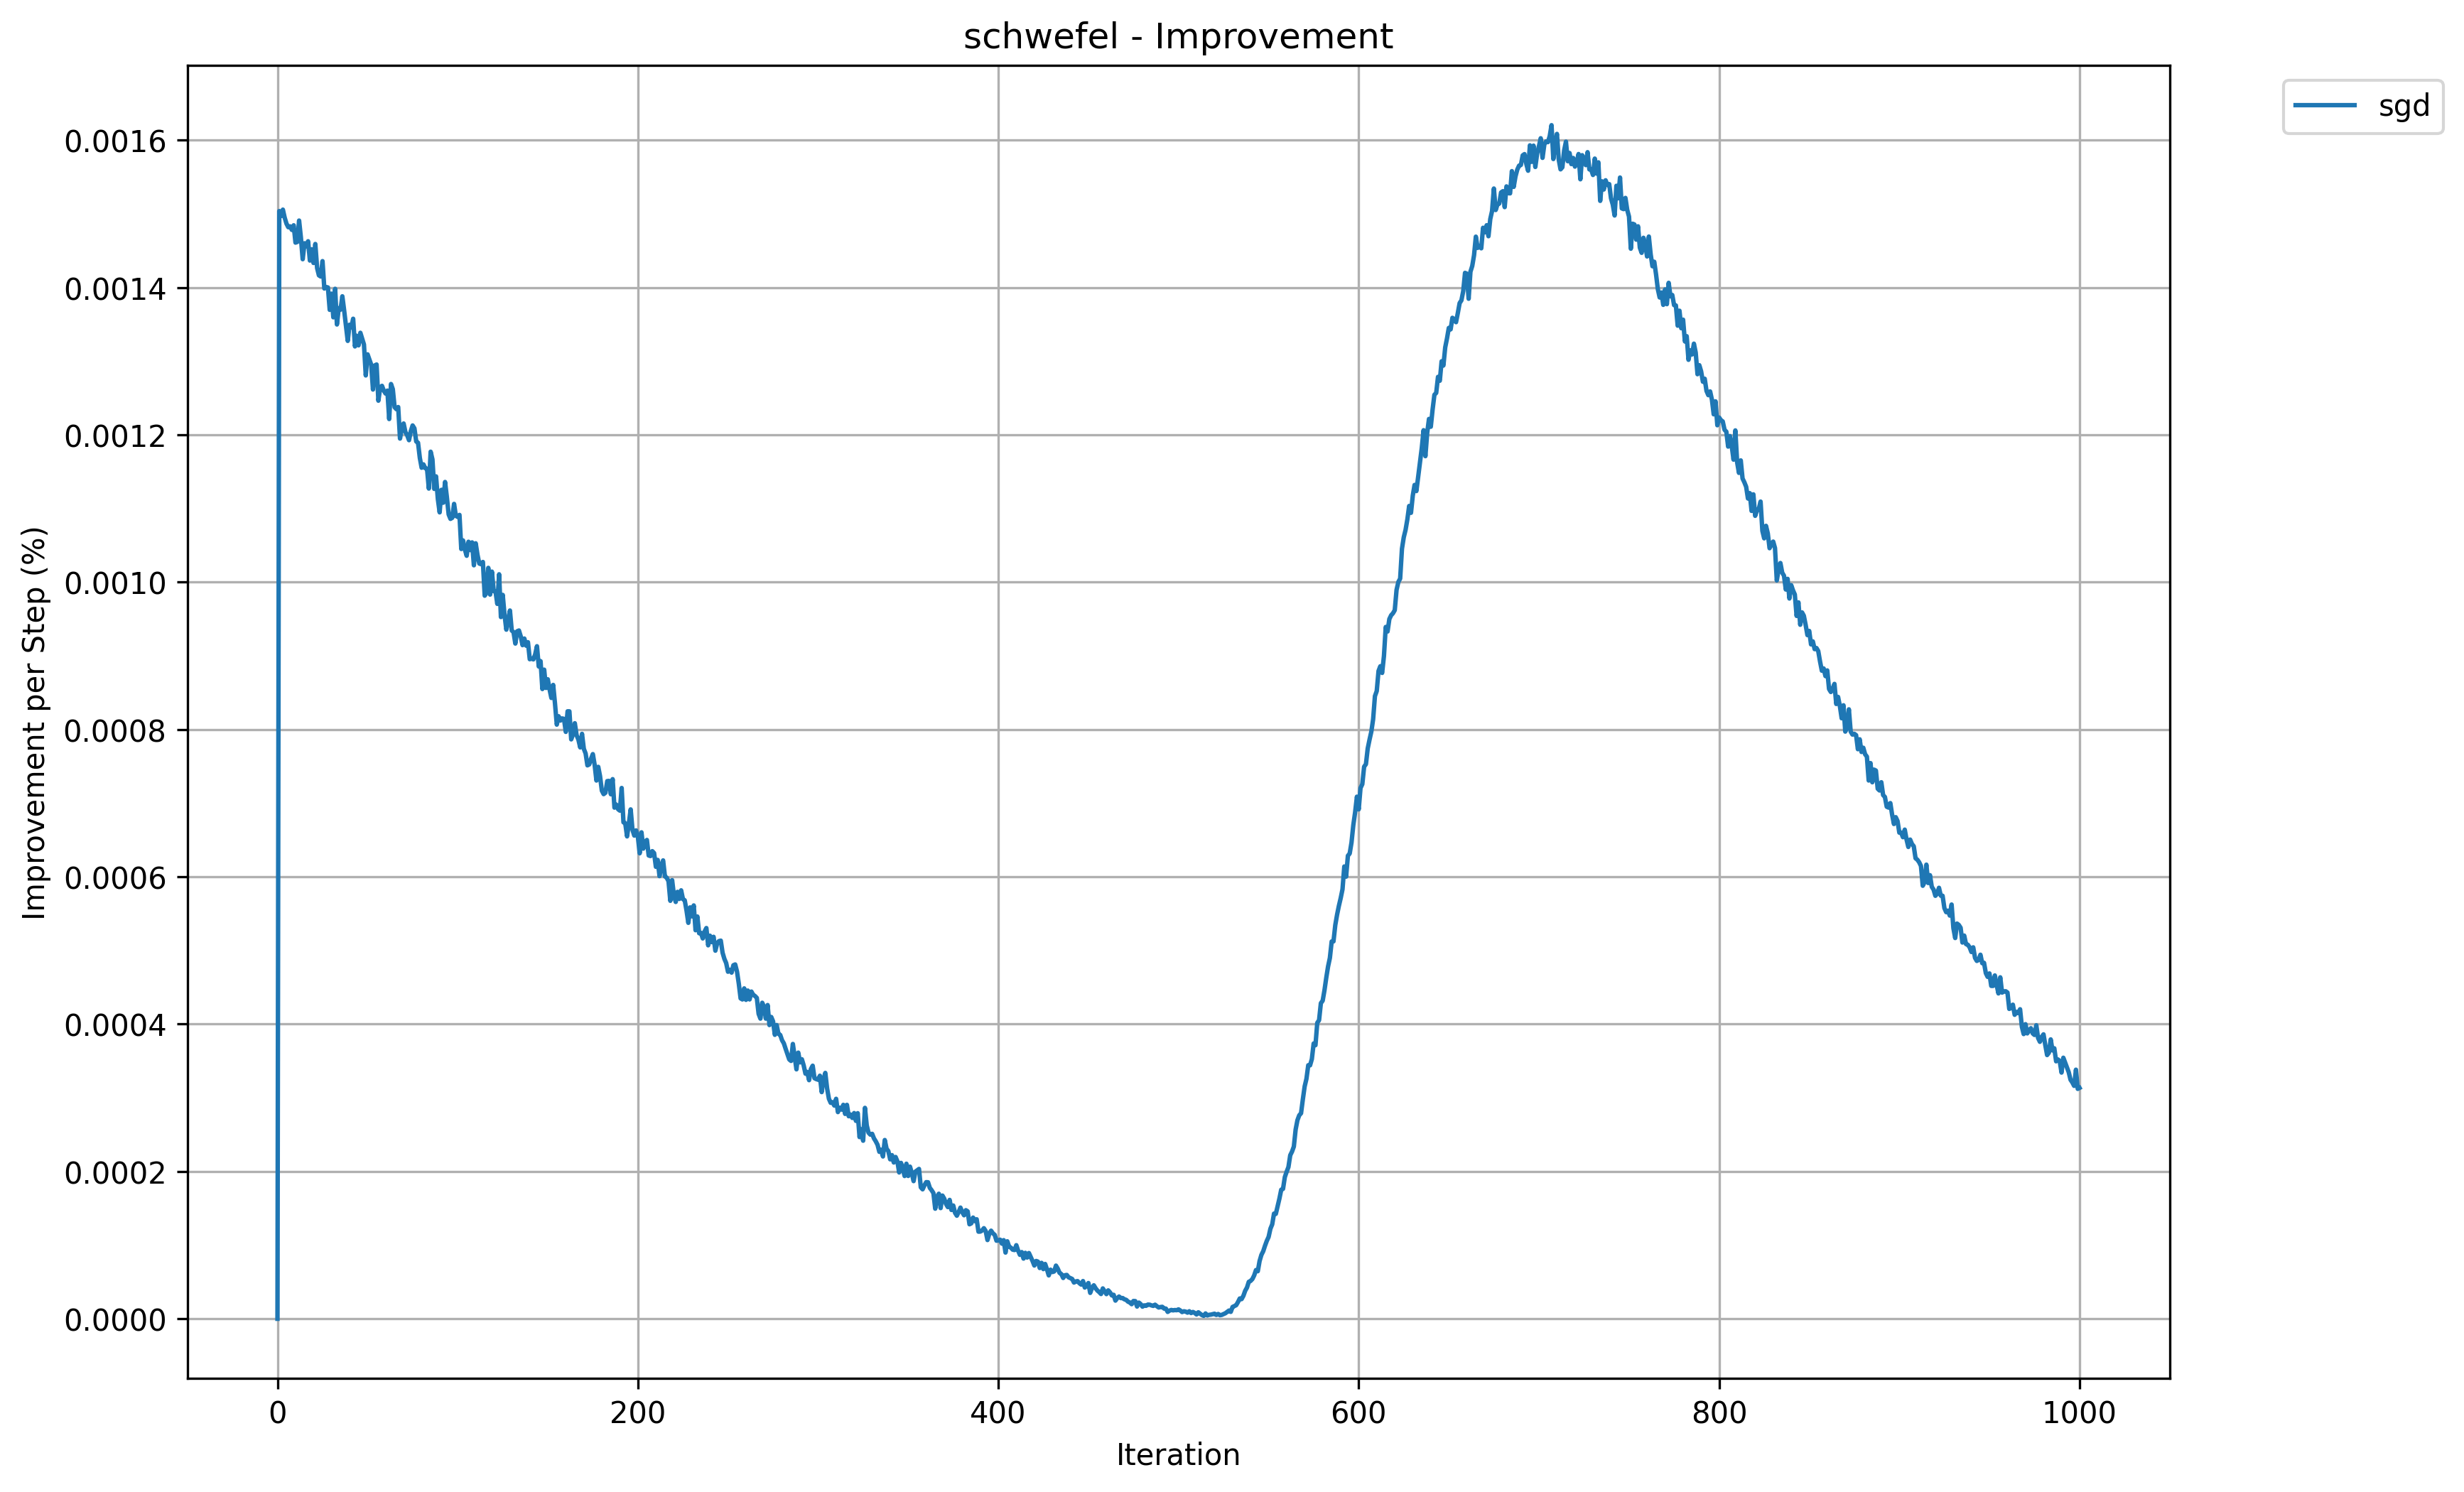 schwefel - Improvement
sgd
Improvement per Step (%)
0.0016
0.0014
0.0012
0.0010
0.0008
0.0006
0.0004
0.0002
0.0000
0 200 400 600 800 1000
Iteration